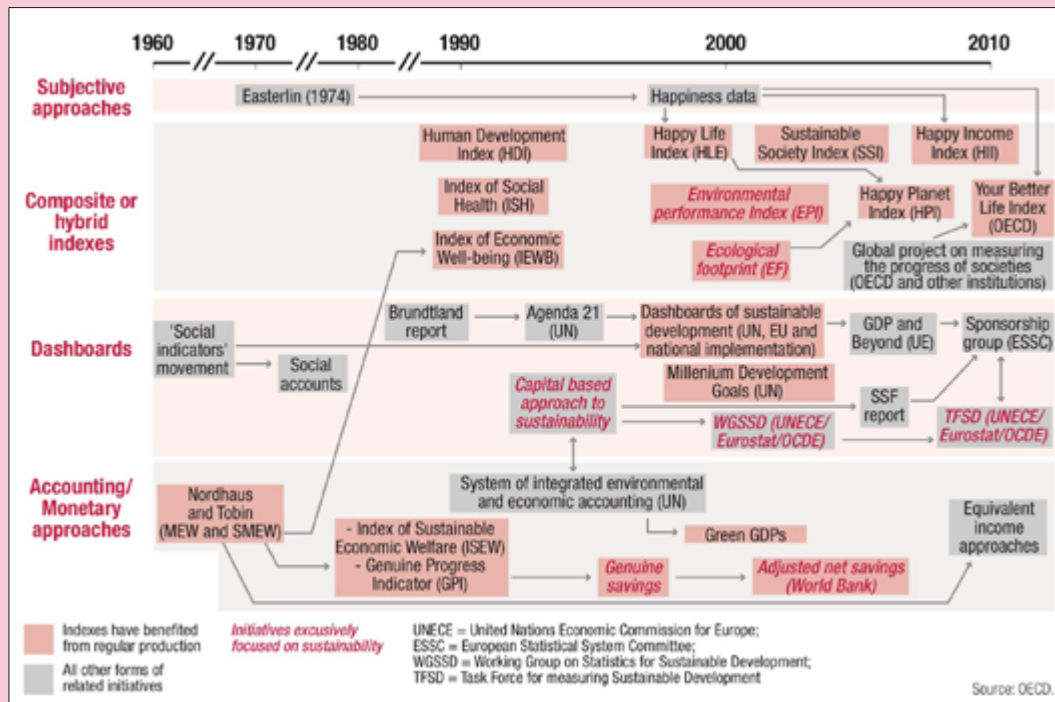 1960 1970 1980 1990 2000 2010
Subjective
approaches
Easterlin (1974)
Happiness data
Composite or
hybrid
indexes
Human Development
Index (HDI)
Happy Life
Index (HLE)
Sustainable
Society Index (SSI)
Happy Income
Index (HII)
Index of Social
Health (ISH)
Environmental
performance Index (EPI)
Happy Planet
Index (HPI)
Your Better
Life Index
(OECD)
Index of Economic
Well-being (IEWB)
Ecological
footprint (EF)
Global project on measuring
the progress of societies
(OECD and other institutions)
Dashboards
'Social
indicators'
movement
Social
accounts
Brundtland
report
Agenda 21
(UN)
Dashboards of sustainable
development (UN, EU and
national implementation)
GDP and
Beyond (UE)
Sponsorship
group (ESSC)
Millenium Development
Goals (UN)
Capital based
approach to
sustainability
WGSSD (UNECE/
Eurostat/OCDE)
SSF
report
TFSD (UNECE/
Eurostat/OCDE)
Accounting/
Monetary
approaches
Nordhaus
and Tobin
(MEW and SMEW)
System of integrated environmental
and economic accounting (UN)
- Index of Sustainable
Economic Welfare (ISEW)
- Genuine Progress
Indicator (GPI)
Green GDPs
Genuine
savings
Adjusted net savings
(World Bank)
Equivalent
income
approaches
Indexes have benefited
from regular production
All other forms of
related initiatives
Initiatives excusively
focused on sustainability
UNECE = United Nations Economic Commission for Europe;
ESSC = European Statistical System Committee;
WGSSD = Working Group on Statistics for Sustainable Development;
TFSD = Task Force for measuring Sustainable Development
Source: OECD.